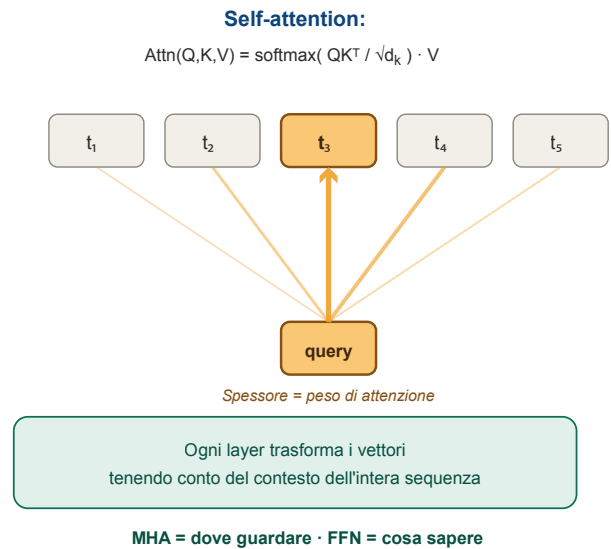 Self-attention:
Attn(Q,K,V) = softmax( QKᵀ / √dₖ ) · V
t₁ t₂ t₃ t₄ t₅
query
Spessore = peso di attenzione
Ogni layer trasforma i vettori
tenendo conto del contesto dell'intera sequenza
MHA = dove guardare · FFN = cosa sapere